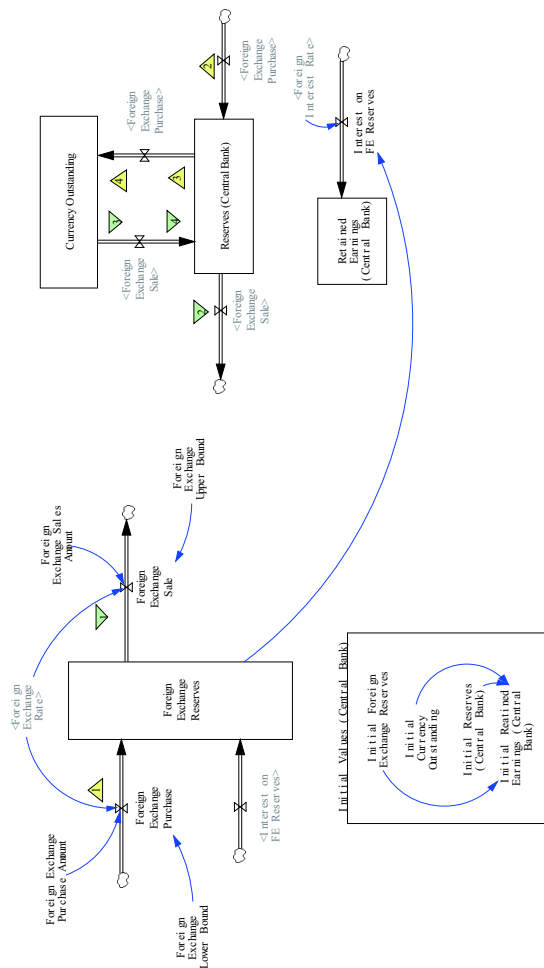 Foreign Exchange
Purchase Amount
<Foreign
Exchange
Rate>
Foreign
Exchange Sales
Amount
1
1
Foreign
Exchange
Purchase
Foreign
Exchange
Reserves
Foreign
Exchange
Sale
Foreign
Exchange
Lower Bound
Foreign
Exchange
Upper Bound
<Interest on
FE Reserves>
Currency Outstanding
<Foreign
Exchange
Sale>
3
4
<Foreign
Exchange
Purchase>
4
3
2
Reserves (Central Bank)
2
<Foreign
Exchange
Sale>
<Foreign
Exchange
Purchase>
Initial Values (Central Bank)
Initial Foreign
Exchange Reserves
Initial
Currency
Outstanding
Initial Reserves
(Central Bank)
Initial Reatined
Earnings (Central
Bank)
Retained
Earnings
(Central Bank)
<Foreign
Interest Rate>
Interest on
FE Reserves